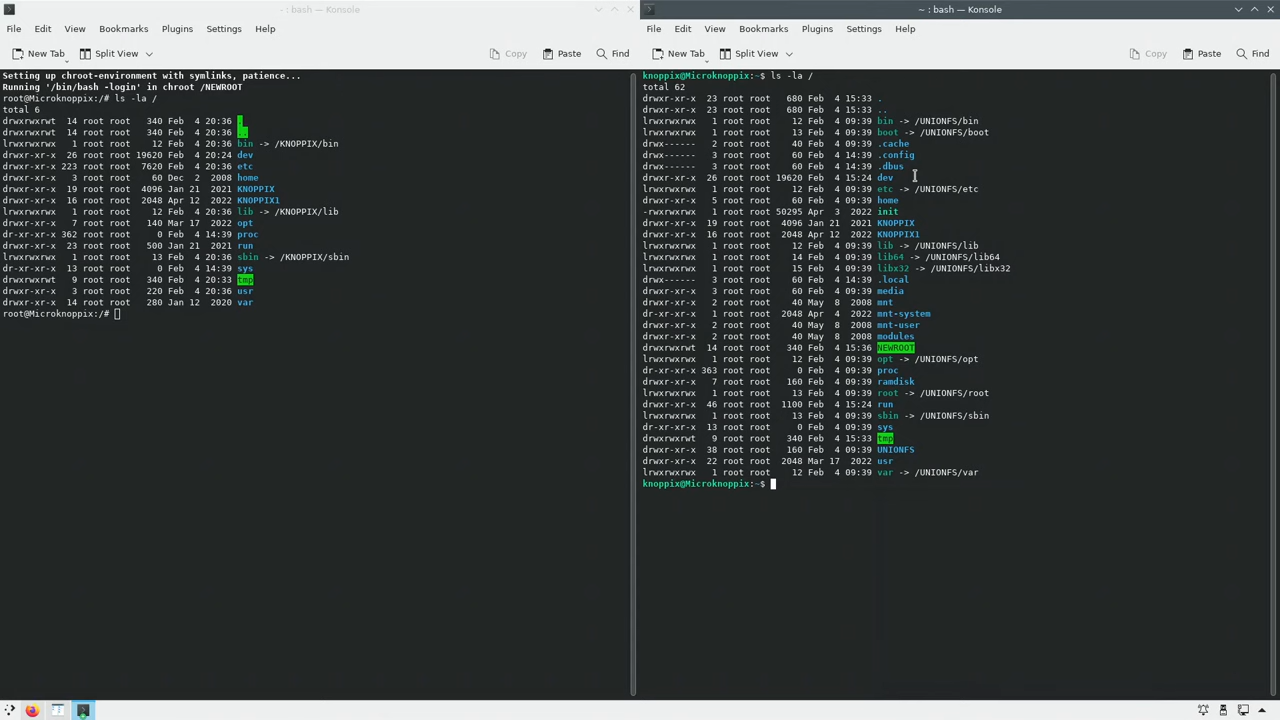 - : bash — Konsole
File Edit View Bookmarks Plugins Settings Help
New Tab Split View Copy Paste Find
Setting up chroot-environment with symlinks, patience...
Running '/bin/bash -login' in chroot /NEWROOT
root@Microknoppix:/# ls -la /
total 6
drwxrwxrwt 14 root root 340 Feb 4 20:36 .
drwxrwxrwt 14 root root 340 Feb 4 20:36 ..
lrwxrwxrwx 1 root root 12 Feb 4 20:36 bin -> /KNOPPIX/bin
drwxr-xr-x 26 root root 19620 Feb 4 20:24 dev
drwxr-xr-x 223 root root 7620 Feb 4 20:36 etc
drwxr-xr-x 3 root root 60 Dec 2 2008 home
drwxr-xr-x 19 root root 4096 Jan 21 2021 KNOPPIX
drwxr-xr-x 16 root root 2048 Apr 12 2022 KNOPPIX1
lrwxrwxrwx 1 root root 12 Feb 4 20:36 lib -> /KNOPPIX/lib
drwxr-xr-x 7 root root 140 Mar 17 2022 opt
dr-xr-xr-x 362 root root 0 Feb 4 14:39 proc
drwxr-xr-x 23 root root 500 Jan 21 2021 run
lrwxrwxrwx 1 root root 13 Feb 4 20:36 sbin -> /KNOPPIX/sbin
dr-xr-xr-x 13 root root 0 Feb 4 14:39 sys
drwxrwxrwt 9 root root 340 Feb 4 20:33 tmp
drwxr-xr-x 3 root root 220 Feb 4 20:36 usr
drwxr-xr-x 14 root root 280 Jan 12 2020 var
root@Microknoppix:/#
~ : bash — Konsole
File Edit View Bookmarks Plugins Settings Help
New Tab Split View Copy Paste Find
knoppix@Microknoppix:~$ ls -la /
total 62
drwxr-xr-x 23 root root 680 Feb 4 15:33 .
drwxr-xr-x 23 root root 680 Feb 4 15:33 ..
lrwxrwxrwx 1 root root 12 Feb 4 09:39 bin -> /UNIONFS/bin
lrwxrwxrwx 1 root root 13 Feb 4 09:39 boot -> /UNIONFS/boot
drwx------ 2 root root 40 Feb 4 09:39 .cache
drwx------ 3 root root 60 Feb 4 14:39 .config
drwx------ 3 root root 60 Feb 4 14:39 .dbus
drwxr-xr-x 26 root root 19620 Feb 4 15:24 dev
lrwxrwxrwx 1 root root 12 Feb 4 09:39 etc -> /UNIONFS/etc
drwxr-xr-x 5 root root 60 Feb 4 09:39 home
-rwxr-xr-x 1 root root 50295 Apr 3 2022 init
drwxr-xr-x 19 root root 4096 Jan 21 2021 KNOPPIX
drwxr-xr-x 16 root root 2048 Apr 12 2022 KNOPPIX1
lrwxrwxrwx 1 root root 12 Feb 4 09:39 lib -> /UNIONFS/lib
lrwxrwxrwx 1 root root 14 Feb 4 09:39 lib64 -> /UNIONFS/lib64
lrwxrwxrwx 1 root root 15 Feb 4 09:39 libx32 -> /UNIONFS/libx32
drwx------ 3 root root 60 Feb 4 14:39 .local
drwxr-xr-x 3 root root 60 Feb 4 09:39 media
drwxr-xr-x 2 root root 40 May 8 2008 mnt
dr-xr-xr-x 1 root root 2048 Apr 4 2022 mnt-system
drwxr-xr-x 2 root root 40 May 8 2008 mnt-user
drwxr-xr-x 2 root root 40 May 8 2008 modules
drwxrwxrwt 14 root root 340 Feb 4 15:36 NEWROOT
lrwxrwxrwx 1 root root 12 Feb 4 09:39 opt -> /UNIONFS/opt
dr-xr-xr-x 363 root root 0 Feb 4 09:39 proc
drwxr-xr-x 7 root root 160 Feb 4 09:39 ramdisk
lrwxrwxrwx 1 root root 13 Feb 4 09:39 root -> /UNIONFS/root
drwxr-xr-x 46 root root 1100 Feb 4 15:24 run
lrwxrwxrwx 1 root root 13 Feb 4 09:39 sbin -> /UNIONFS/sbin
dr-xr-xr-x 13 root root 0 Feb 4 09:39 sys
drwxrwxrwt 9 root root 340 Feb 4 15:33 tmp
drwxr-xr-x 38 root root 160 Feb 4 09:39 UNIONFS
drwxr-xr-x 22 root root 2048 Mar 17 2022 usr
lrwxrwxrwx 1 root root 12 Feb 4 09:39 var -> /UNIONFS/var
knoppix@Microknoppix:~$